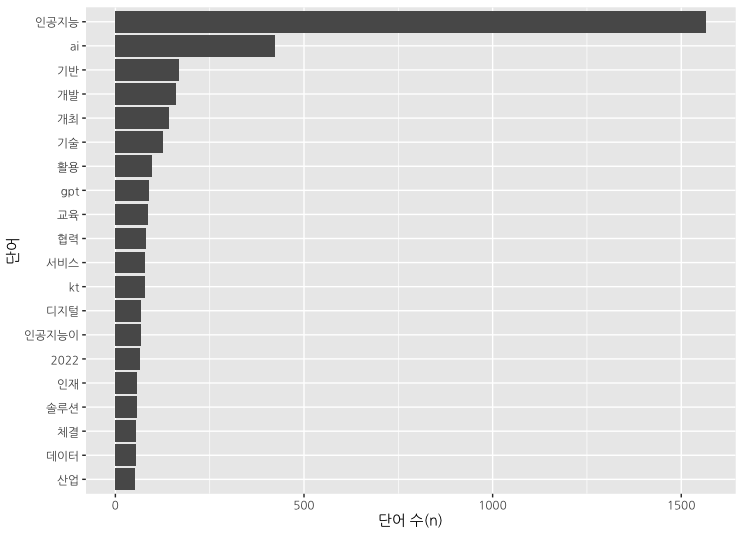 인공지능
ai
기반
개발
개최
기술
활용
gpt
교육
협력
서비스
kt
디지털
인공지능이
2022
인재
솔루션
체결
데이터
산업
단어
0
500
1000
1500
단어 수(n)